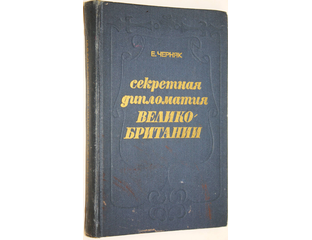 Е. ЧЕРНЯК
секретная
дипломатия
ВЕЛИКО-
БРИТАНИИ